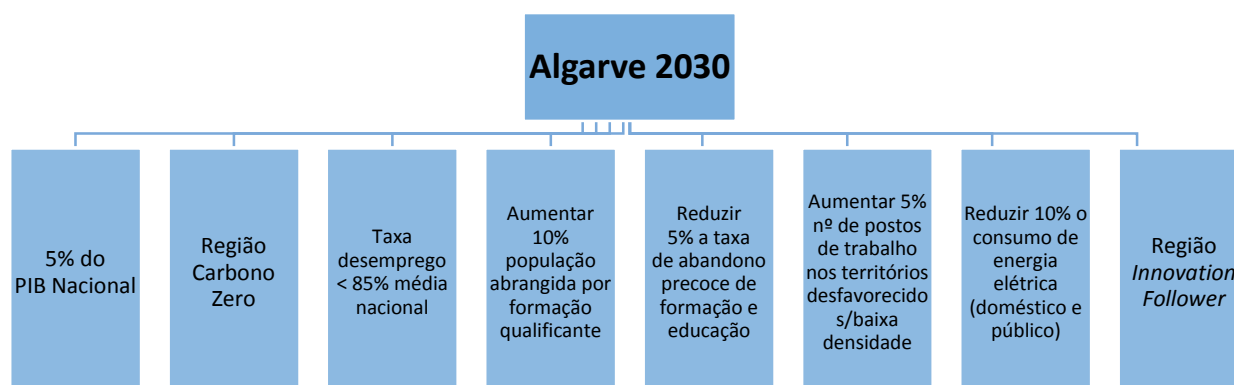 Algarve 2030
5% do
PIB Nacional
Região
Carbono
Zero
Taxa
desemprego
< 85% média
nacional
Aumentar
10%
população
abrangida por
formação
qualificante
Reduzir
5% a taxa
de abandono
precoce de
formação e
educação
Aumentar 5%
nº de postos
de trabalho
nos territórios
desfavorecido
s/baixa
densidade
Reduzir 10% o
consumo de
energia
elétrica
(doméstico e
público)
Região
Innovation
Follower